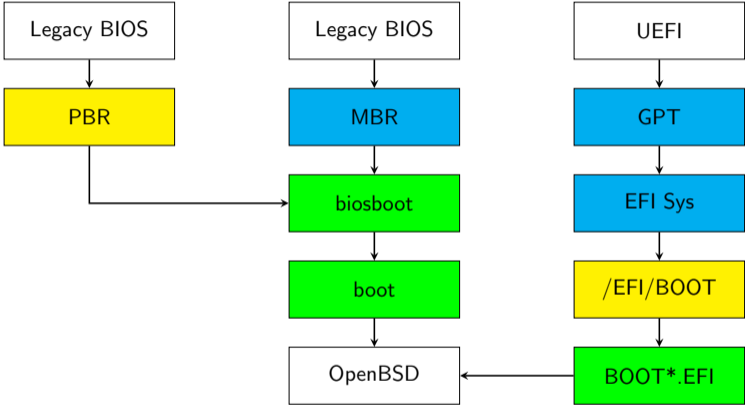 Legacy BIOS
Legacy BIOS
UEFI
PBR
MBR
GPT
biosboot
EFI Sys
boot
/EFI/BOOT
OpenBSD
BOOT*.EFI